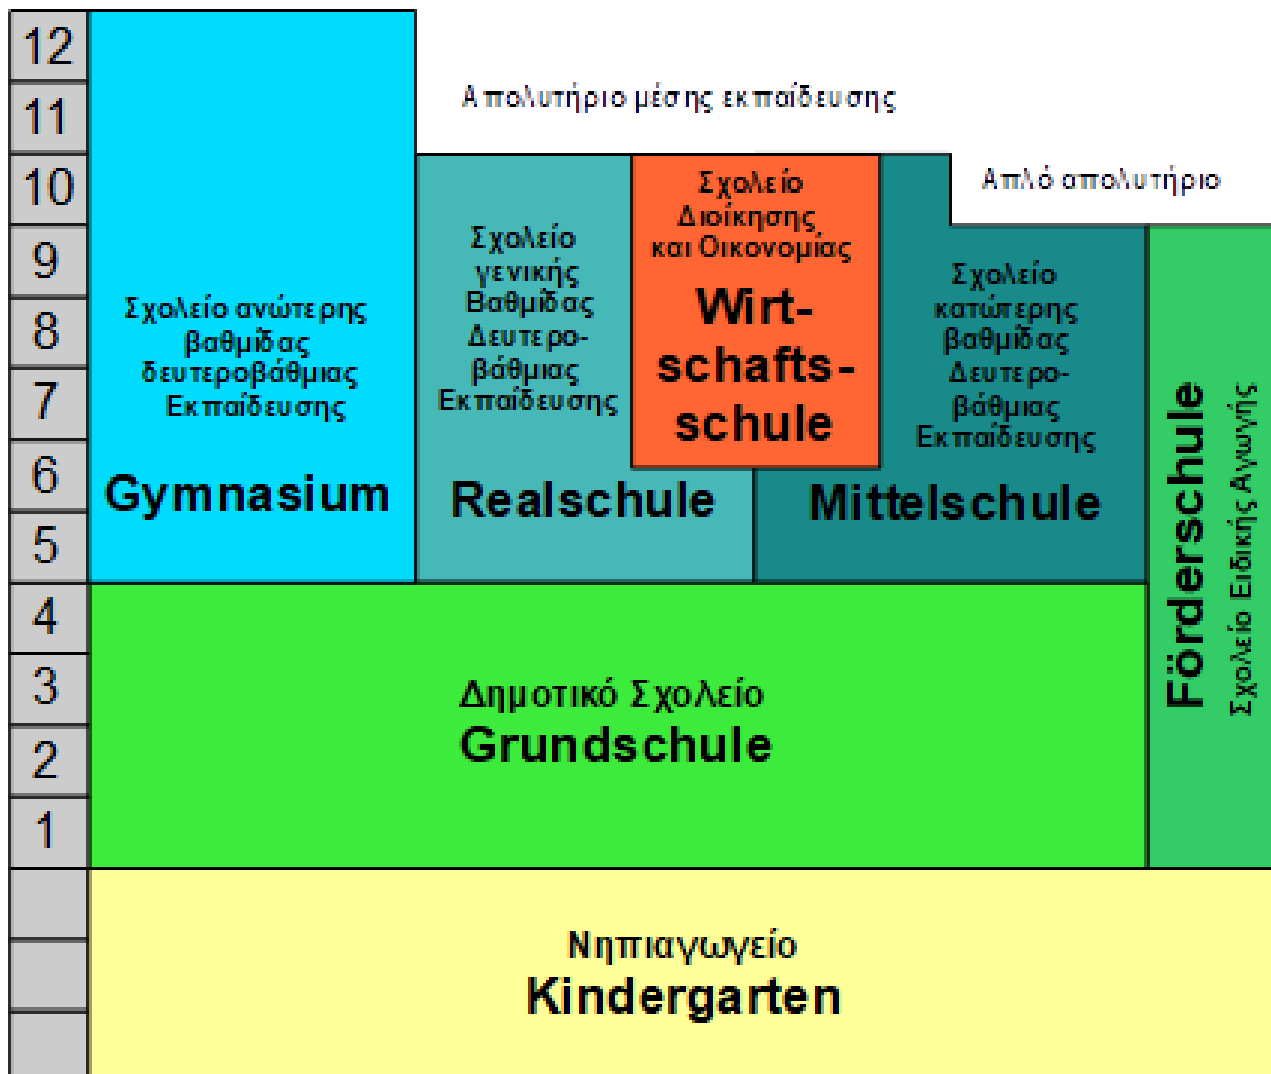 12
11
10
9
8
7
6
5
4
3
2
1
Απολυτήριο μέσης εκπαίδευσης
Απλό απολυτήριο
Σχολείο ανώτερης
βαθμίδας
δευτεροβάθμιας
Εκπαίδευσης
Gymnasium
Σχολείο
γενικής
Βαθμίδας
Δευτερο-
βάθμιας
Εκπαίδευσης
Realschule
Σχολείο
Διοίκησης
και Οικονομίας
Wirt-
schafts-
schule
Σχολείο
κατώτερης
βαθμίδας
Δευτερο-
βάθμιας
Εκπαίδευσης
Mittelschule
Förderschule
Σχολείο Ειδικής Αγωγής
Δημοτικό Σχολείο
Grundschule
Νηπιαγωγείο
Kindergarten